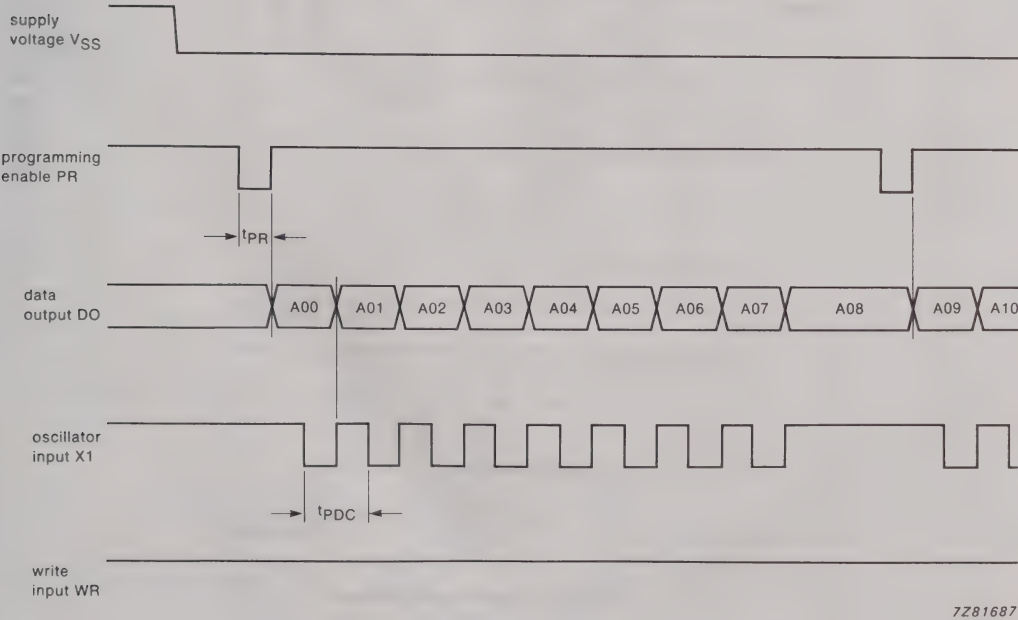 supply
voltage VSS
programming
enable PR
tPR
data
output DO
A00 A01 A02 A03 A04 A05 A06 A07 A08 A09 A10
oscillator
input X1
tPDC
write
input WR
7Z81687